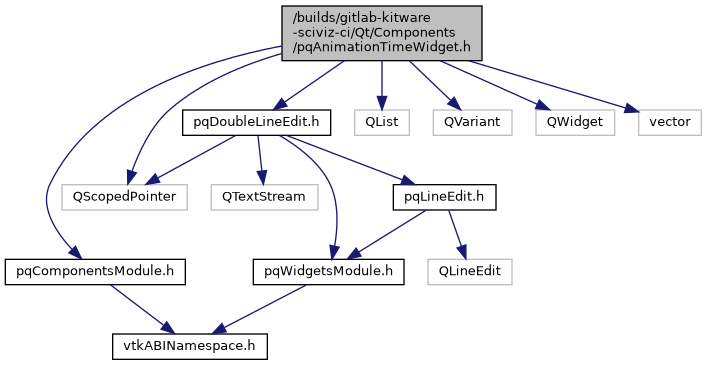 /builds/gitlab-kitware
-sciviz-ci/Qt/Components
/pqAnimationTimeWidget.h
pqDoubleLineEdit.h
QList
QVariant
QWidget
vector
QScopedPointer
QTextStream
pqLineEdit.h
pqComponentsModule.h
pqWidgetsModule.h
QLineEdit
vtkABINamespace.h